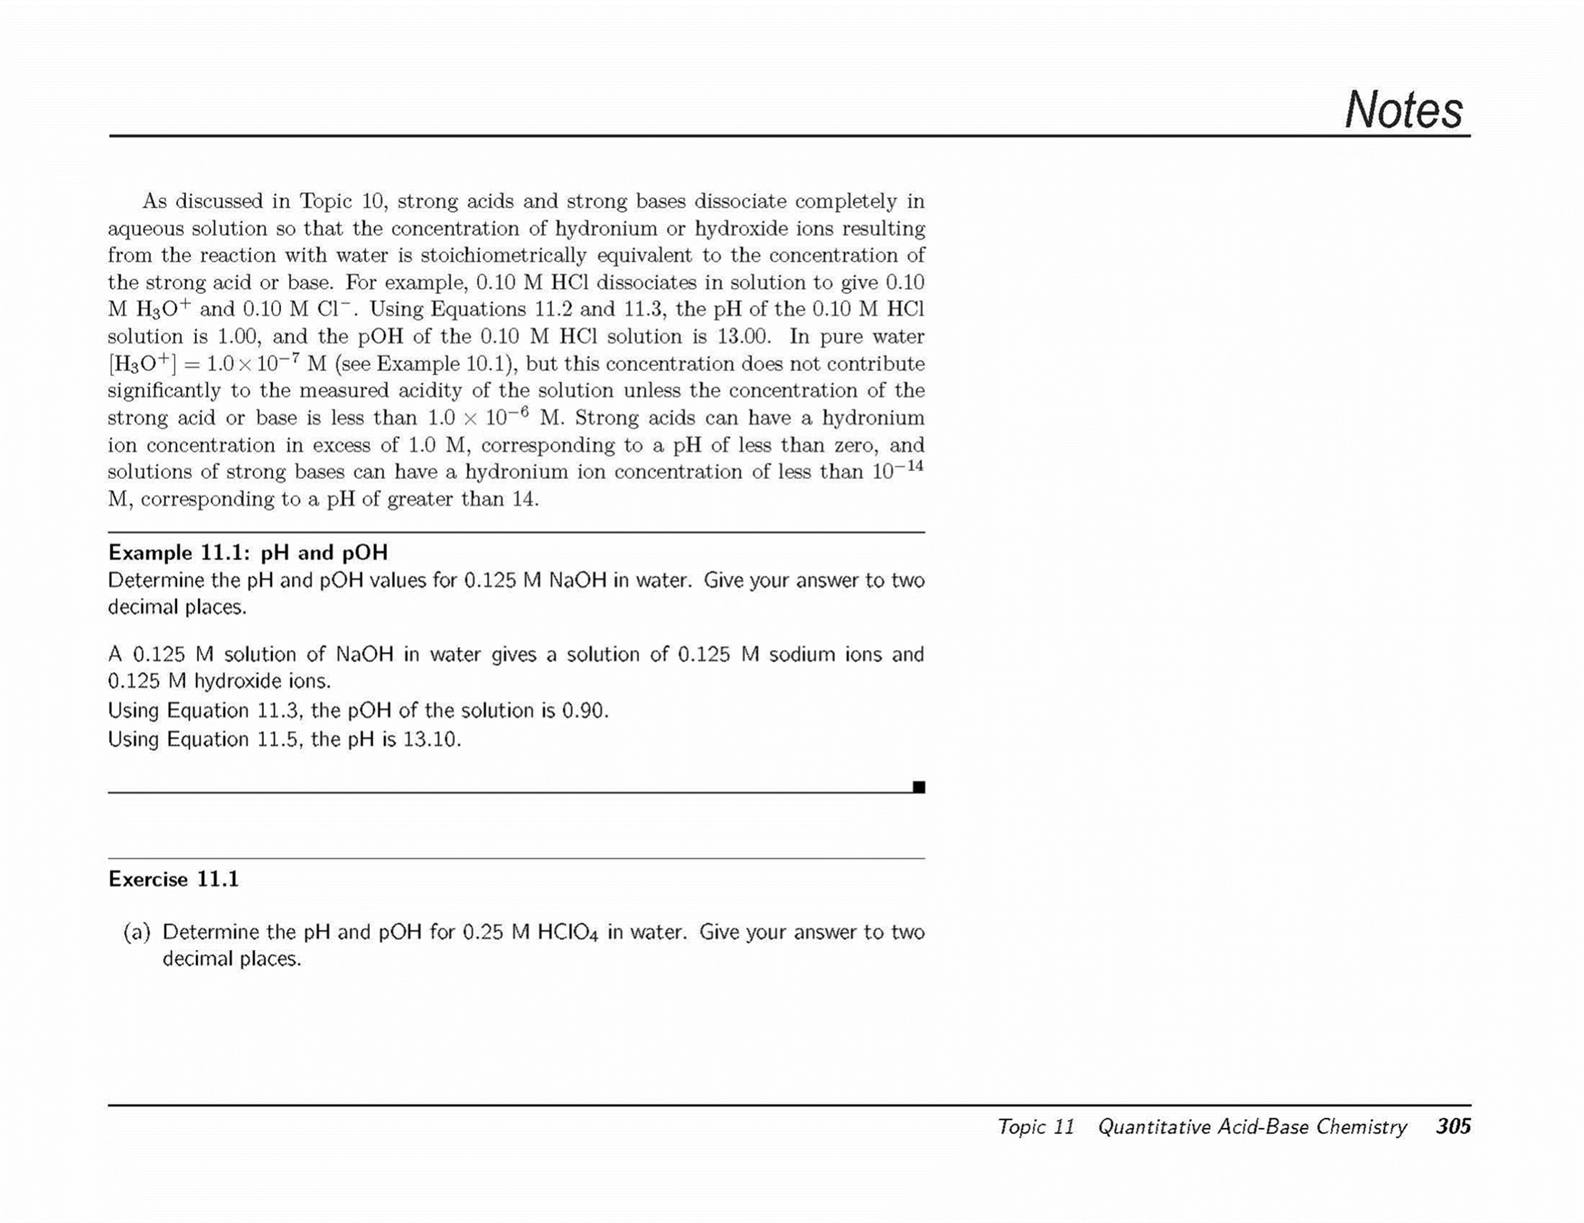 Notes
As discussed in Topic 10, strong acids and strong bases dissociate completely in
aqueous solution so that the concentration of hydronium or hydroxide ions resulting
from the reaction with water is stoichiometrically equivalent to the concentration of
the strong acid or base. For example, 0.10 M HCl dissociates in solution to give 0.10
M H₃O⁺ and 0.10 M Cl⁻. Using Equations 11.2 and 11.3, the pH of the 0.10 M HCl
solution is 1.00, and the pOH of the 0.10 M HCl solution is 13.00. In pure water
[H₃O⁺] = 1.0 × 10⁻⁷ M (see Example 10.1), but this concentration does not contribute
significantly to the measured acidity of the solution unless the concentration of the
strong acid or base is less than 1.0 × 10⁻⁶ M. Strong acids can have a hydronium
ion concentration in excess of 1.0 M, corresponding to a pH of less than zero, and
solutions of strong bases can have a hydronium ion concentration of less than 10⁻¹⁴
M, corresponding to a pH of greater than 14.
Example 11.1: pH and pOH
Determine the pH and pOH values for 0.125 M NaOH in water. Give your answer to two
decimal places.
A 0.125 M solution of NaOH in water gives a solution of 0.125 M sodium ions and
0.125 M hydroxide ions.
Using Equation 11.3, the pOH of the solution is 0.90.
Using Equation 11.5, the pH is 13.10.
Exercise 11.1
(a) Determine the pH and pOH for 0.25 M HClO₄ in water. Give your answer to two
decimal places.
Topic 11 Quantitative Acid-Base Chemistry 305